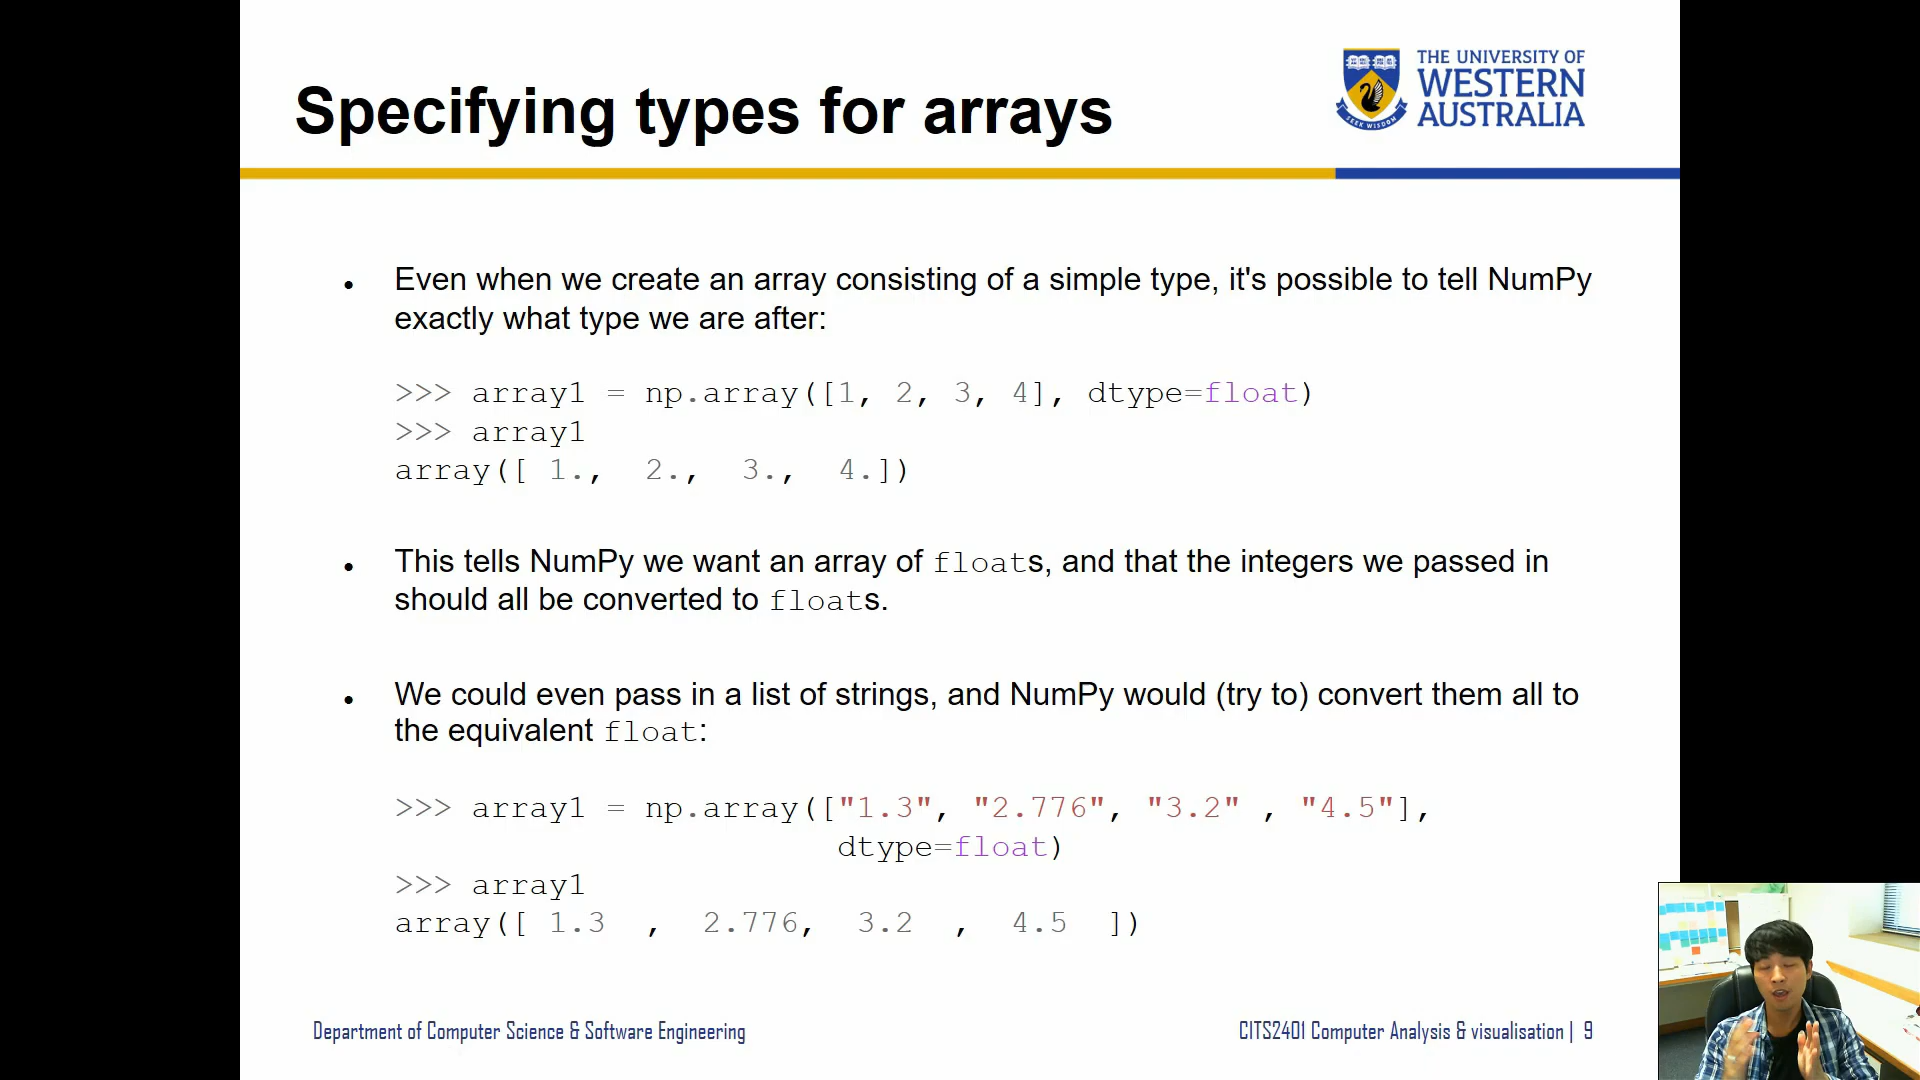 Specifying types for arrays
THE UNIVERSITY OF
WESTERN
AUSTRALIA
SEEK WISDOM
• Even when we create an array consisting of a simple type, it's possible to tell NumPy
exactly what type we are after:
>>> array1 = np.array([1, 2, 3, 4], dtype=float)
>>> array1
array([ 1.,  2.,  3.,  4.])
• This tells NumPy we want an array of floats, and that the integers we passed in
should all be converted to floats.
• We could even pass in a list of strings, and NumPy would (try to) convert them all to
the equivalent float:
>>> array1 = np.array(["1.3", "2.776", "3.2" , "4.5"],
dtype=float)
>>> array1
array([ 1.3  ,  2.776,  3.2  ,  4.5  ])
Department of Computer Science & Software Engineering
CITS2401 Computer Analysis & visualisation | 9